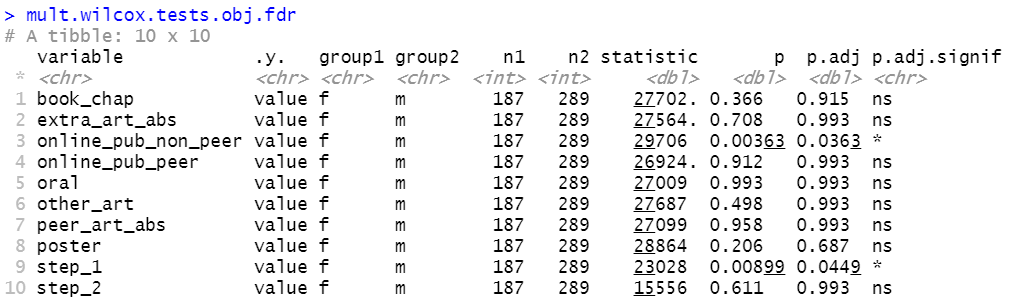 > mult.wilcox.tests.obj.fdr
# A tibble: 10 x 10
variable .y. group1 group2 n1 n2 statistic p p.adj p.adj.signif
* <chr> <chr> <chr> <chr> <int> <int> <dbl> <dbl> <dbl> <chr>
1 book_chap value f m 187 289 27702. 0.366 0.915 ns
2 extra_art_abs value f m 187 289 27564. 0.708 0.993 ns
3 online_pub_non_peer value f m 187 289 29706 0.00363 0.0363 *
4 online_pub_peer value f m 187 289 26924. 0.912 0.993 ns
5 oral value f m 187 289 27009 0.993 0.993 ns
6 other_art value f m 187 289 27687 0.498 0.993 ns
7 peer_art_abs value f m 187 289 27099 0.958 0.993 ns
8 poster value f m 187 289 28864 0.206 0.687 ns
9 step_1 value f m 187 289 23028 0.00899 0.0449 *
10 step_2 value f m 187 289 15556 0.611 0.993 ns